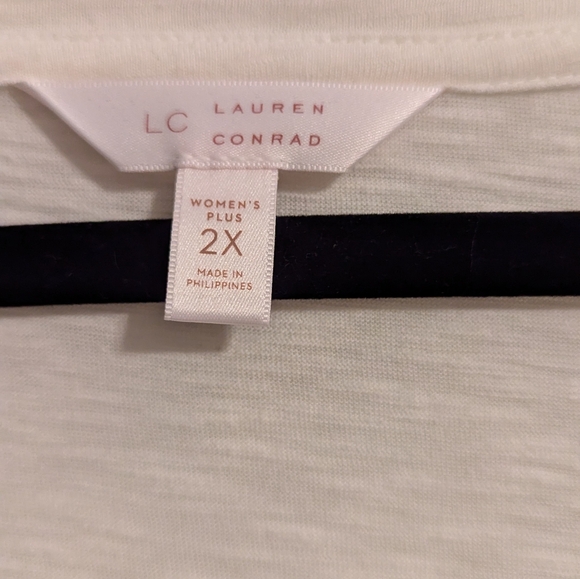 LC LAUREN
CONRAD
WOMEN'S
PLUS
2X
MADE IN
PHILIPPINES